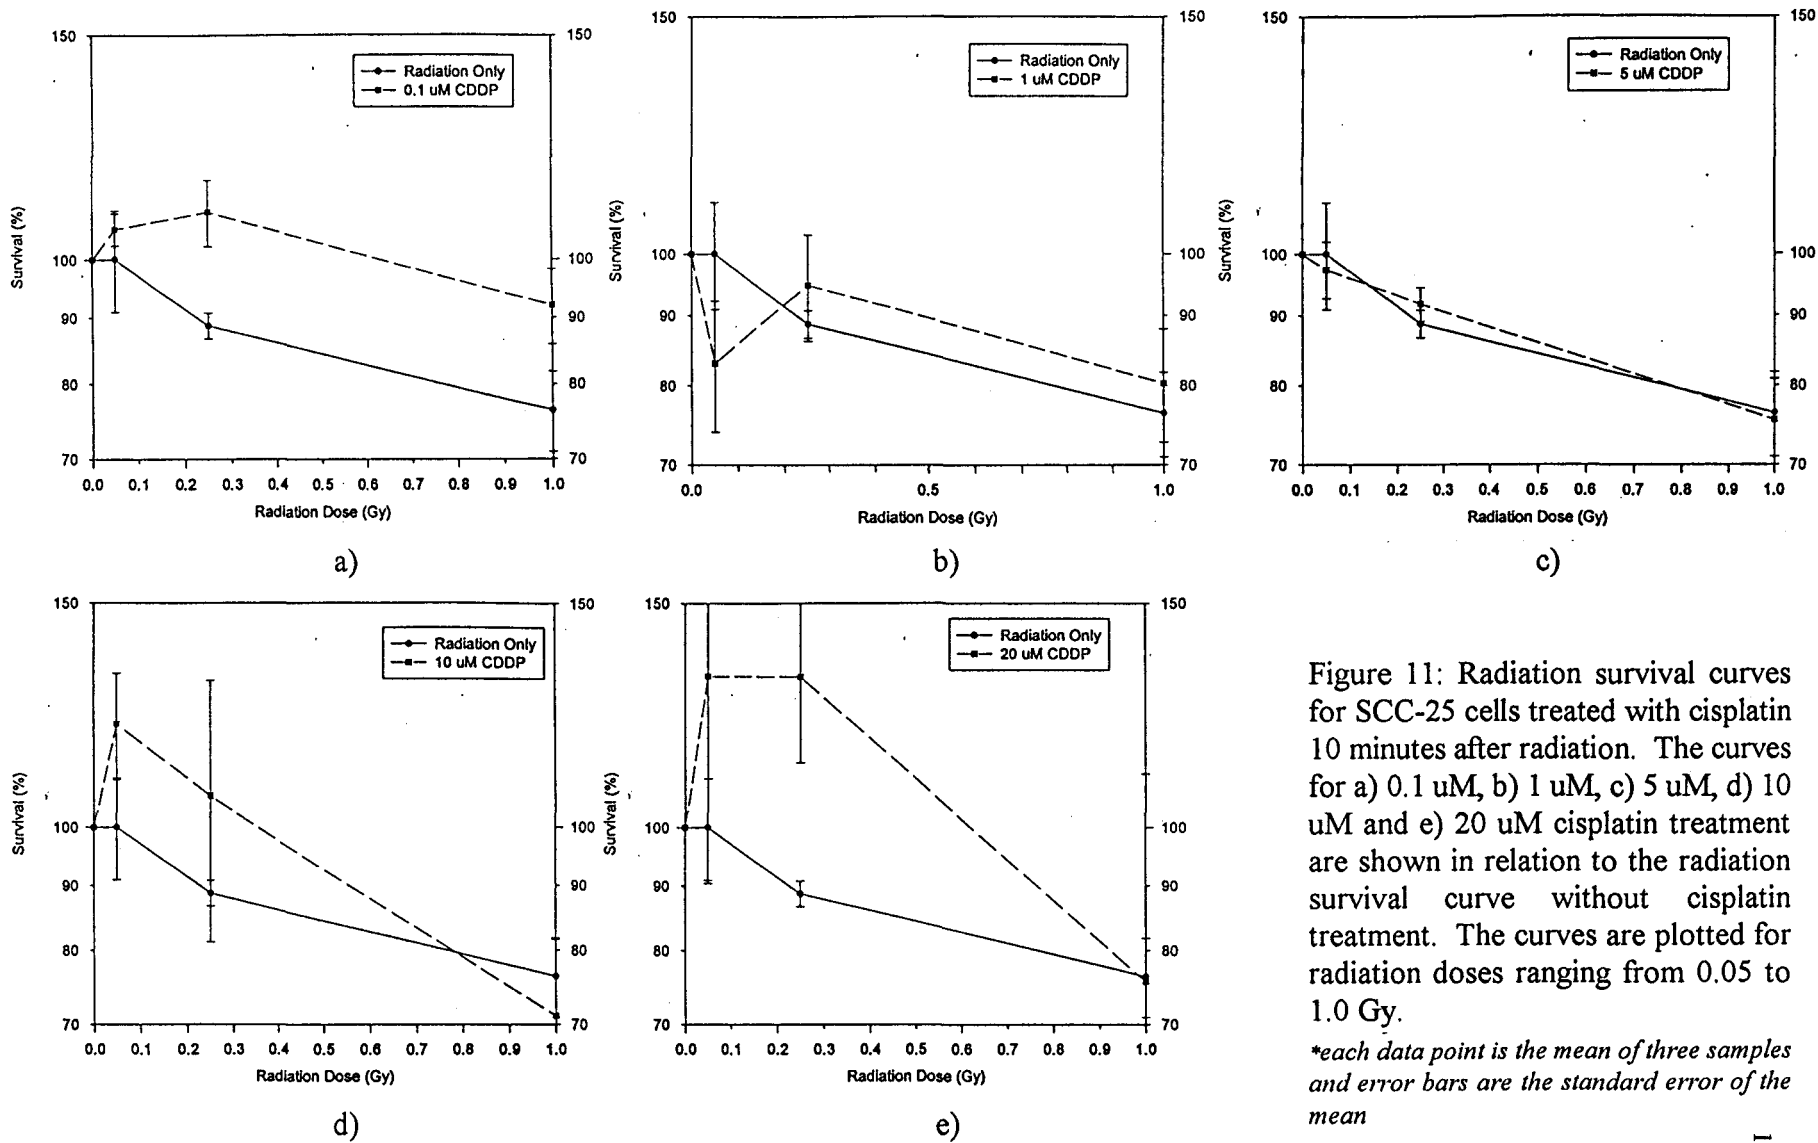 150
100
90
80
70
Survival (%)
Radiation Only
0.1 uM CDDP
150
100
90
80
70
0.0 0.1 0.2 0.3 0.4 0.5 0.6 0.7 0.8 0.9 1.0
Radiation Dose (Gy)
a)
150
100
90
80
70
Survival (%)
Radiation Only
1 uM CDDP
150
100
90
80
70
0.0 0.5 1.0
Radiation Dose (Gy)
b)
150
100
90
80
70
Survival (%)
Radiation Only
5 uM CDDP
150
100
90
80
70
0.0 0.1 0.2 0.3 0.4 0.5 0.6 0.7 0.8 0.9 1.0
Radiation Dose (Gy)
c)
150
100
90
80
70
Survival (%)
Radiation Only
10 uM CDDP
150
100
90
80
70
0.0 0.1 0.2 0.3 0.4 0.5 0.6 0.7 0.8 0.9 1.0
Radiation Dose (Gy)
d)
150
100
90
80
70
Survival (%)
Radiation Only
20 uM CDDP
150
100
90
80
70
0.0 0.1 0.2 0.3 0.4 0.5 0.6 0.7 0.8 0.9 1.0
Radiation Dose (Gy)
e)
Figure 11: Radiation survival curves
for SCC-25 cells treated with cisplatin
10 minutes after radiation. The curves
for a) 0.1 uM, b) 1 uM, c) 5 uM, d) 10
uM and e) 20 uM cisplatin treatment
are shown in relation to the radiation
survival curve without cisplatin
treatment. The curves are plotted for
radiation doses ranging from 0.05 to
1.0 Gy.
*each data point is the mean of three samples
and error bars are the standard error of the
mean